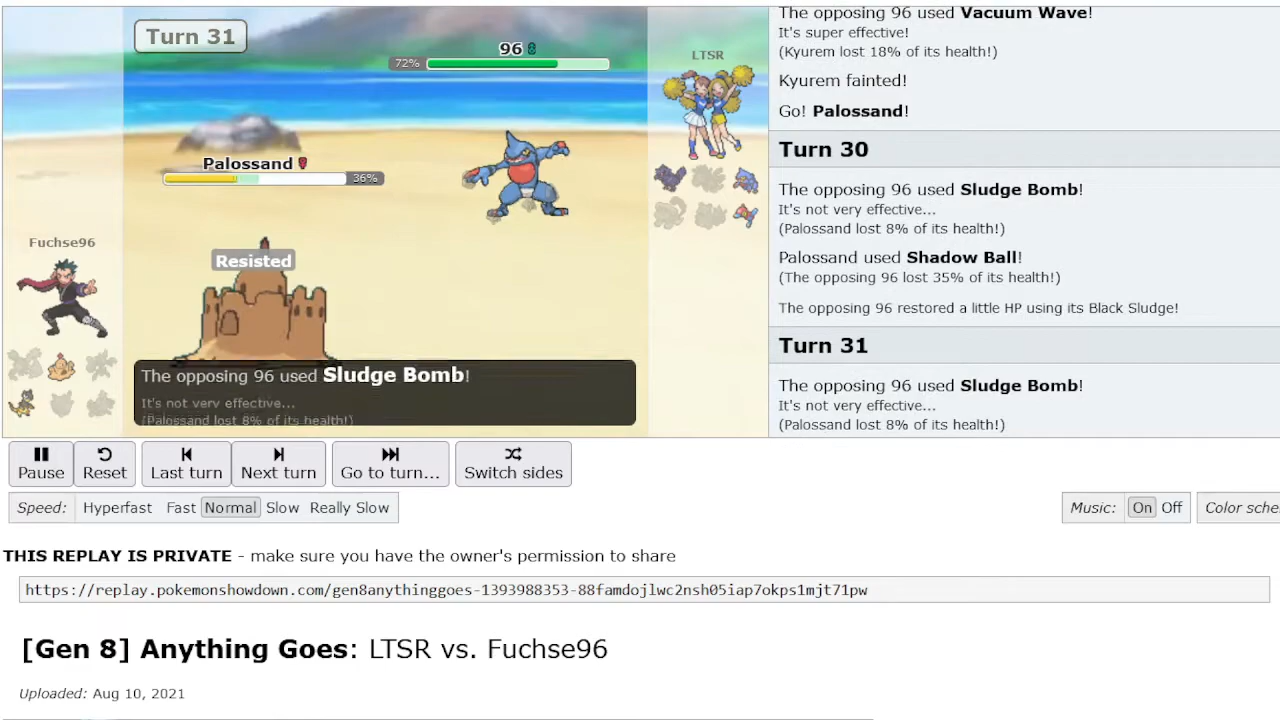 Turn 31
96
72%
Palossand
36%
Resisted
Fuchse96
LTSR
The opposing 96 used Sludge Bomb!
It's not very effective...
(Palossand lost 8% of its health!)
The opposing 96 used Vacuum Wave!
It's super effective!
(Kyurem lost 18% of its health!)
Kyurem fainted!
Go! Palossand!
Turn 30
The opposing 96 used Sludge Bomb!
It's not very effective...
(Palossand lost 8% of its health!)
Palossand used Shadow Ball!
(The opposing 96 lost 35% of its health!)
The opposing 96 restored a little HP using its Black Sludge!
Turn 31
The opposing 96 used Sludge Bomb!
It's not very effective...
(Palossand lost 8% of its health!)
Pause Reset Last turn Next turn Go to turn... Switch sides
Speed: Hyperfast Fast Normal Slow Really Slow Music: On Off Color sche
THIS REPLAY IS PRIVATE - make sure you have the owner's permission to share
https://replay.pokemonshowdown.com/gen8anythinggoes-1393988353-88famdojlwc2nsh05iap7okps1mjt71pw
[Gen 8] Anything Goes: LTSR vs. Fuchse96
Uploaded: Aug 10, 2021